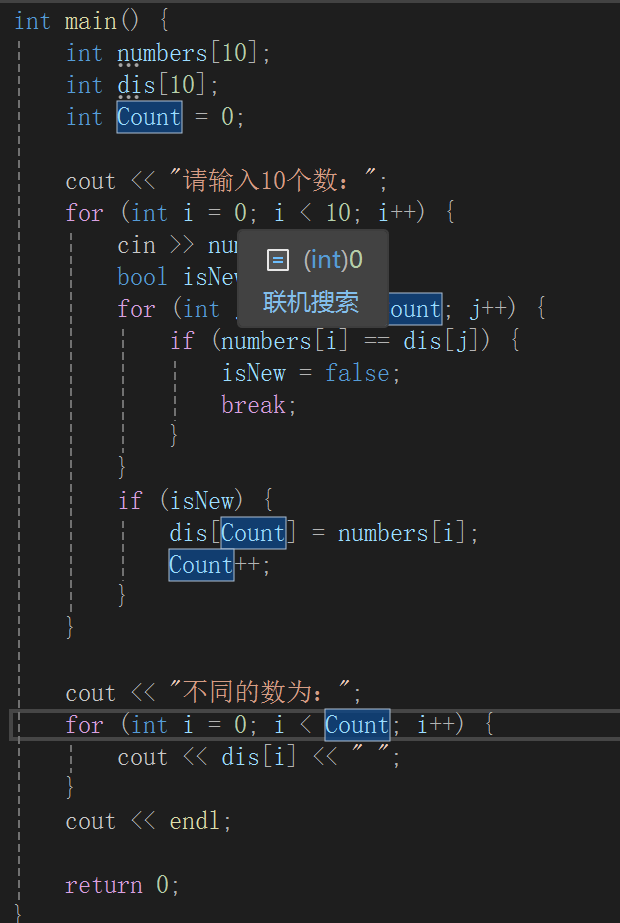 int main() {
int numbers[10];
int dis[10];
int Count = 0;
cout << "请输入10个数：";
for (int i = 0; i < 10; i++) {
cin >>
(int)0
bool
联机搜索
for (int ount; j++) {
if (numbers[i] == dis[j]) {
isNew = false;
break;
}
}
if (isNew) {
dis[Count] = numbers[i];
Count++;
}
}
cout << "不同的数为：";
for (int i = 0; i < Count; i++) {
cout << dis[i] << " ";
}
cout << endl;
return 0;
}